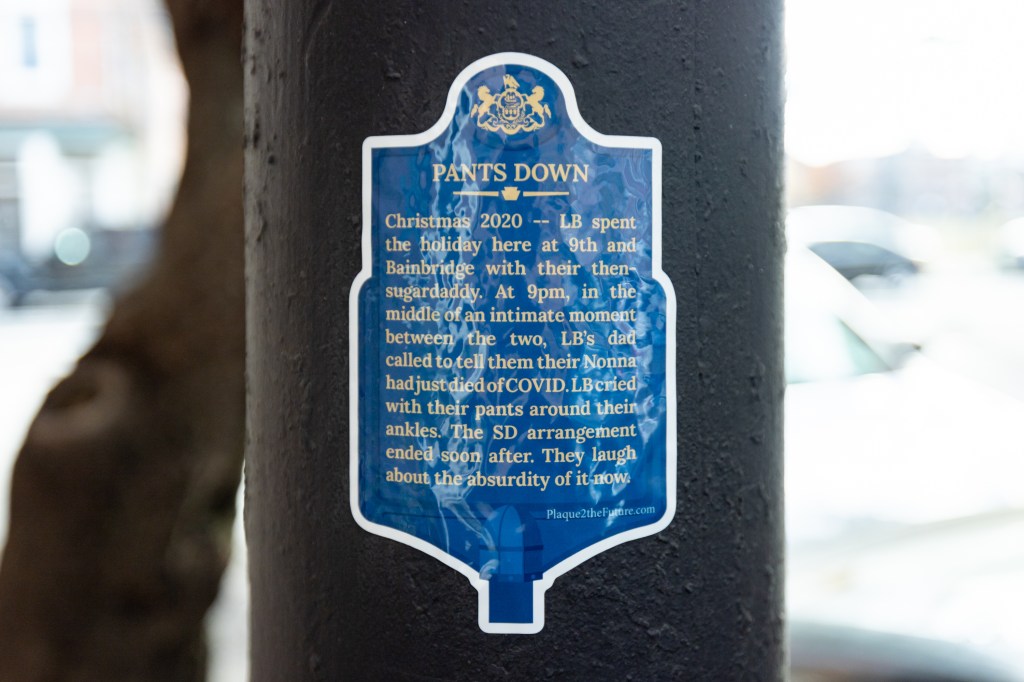 PANTS DOWN
Christmas 2020 -- LB spent
the holiday here at 9th and
Bainbridge with their then-
sugardaddy. At 9pm, in the
middle of an intimate moment
between the two, LB's dad
called to tell them their Nonna
had just died of COVID. LB cried
with their pants around their
ankles. The SD arrangement
ended soon after. They laugh
about the absurdity of it now.
Plaque2theFuture.com